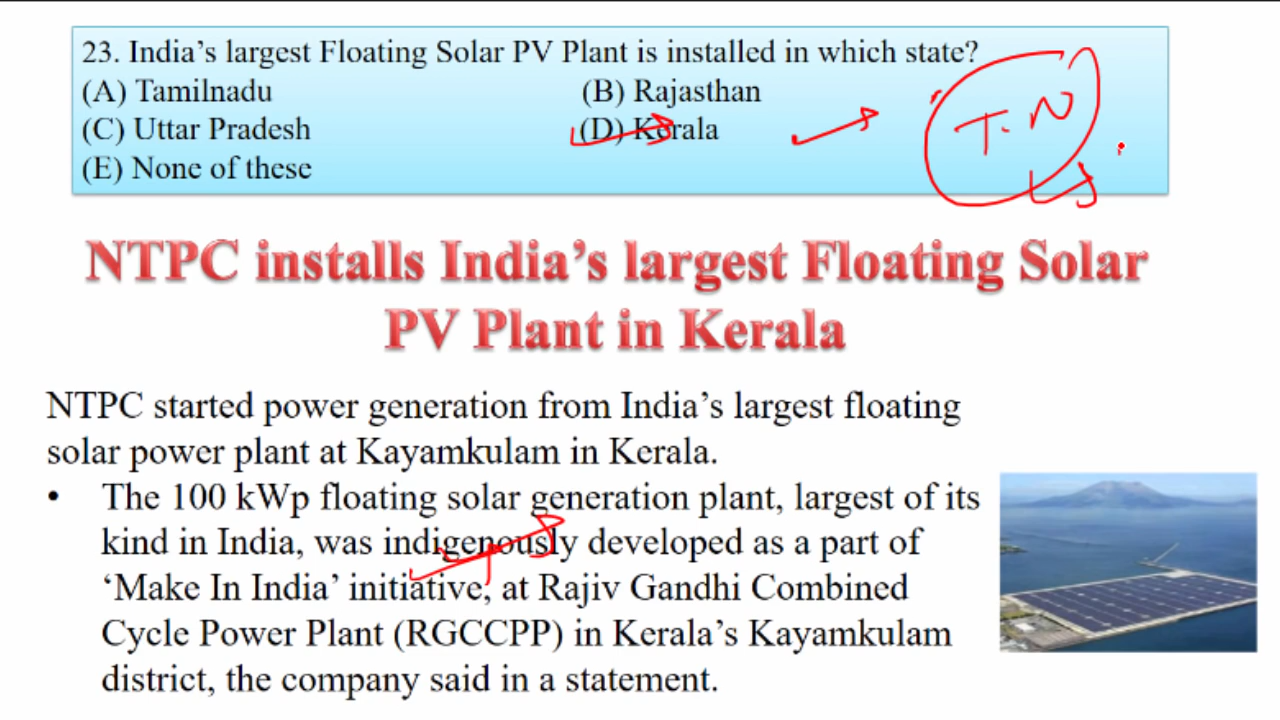 23. India's largest Floating Solar PV Plant is installed in which state?
(A) Tamilnadu (B) Rajasthan
(C) Uttar Pradesh (D) Kerala
(E) None of these
T.N
NTPC installs India's largest Floating Solar
PV Plant in Kerala
NTPC started power generation from India's largest floating
solar power plant at Kayamkulam in Kerala.
• The 100 kWp floating solar generation plant, largest of its
kind in India, was indigenously developed as a part of
‘Make In India’ initiative, at Rajiv Gandhi Combined
Cycle Power Plant (RGCCPP) in Kerala's Kayamkulam
district, the company said in a statement.